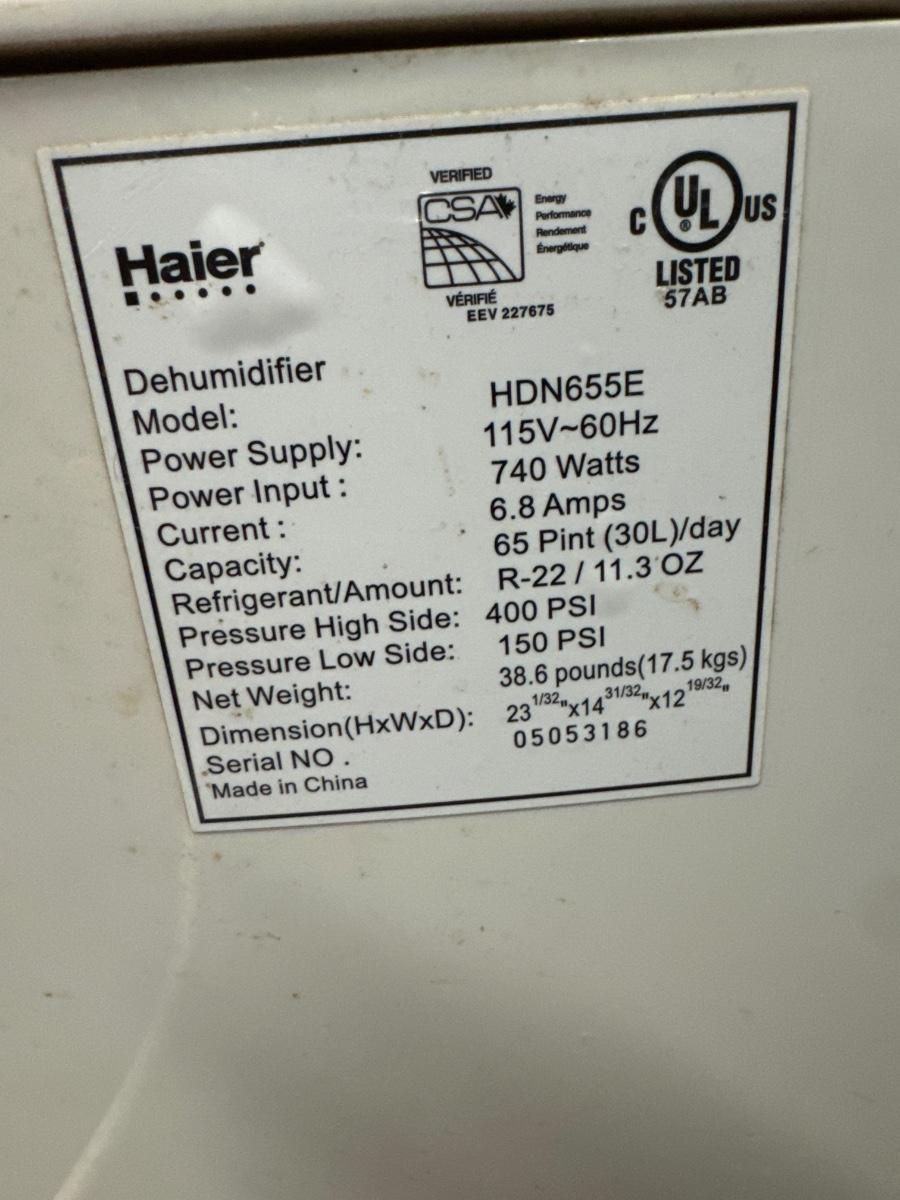 VERIFIED
CSA
Energy
Performance
Rendement
Énergétique
VÉRIFIÉ
EEV 227675
C UL® US
LISTED
57AB
Haier
Dehumidifier
Model: HDN655E
Power Supply: 115V~60Hz
Power Input : 740 Watts
Current : 6.8 Amps
Capacity: 65 Pint (30L)/day
Refrigerant/Amount: R-22 / 11.3 OZ
Pressure High Side: 400 PSI
Pressure Low Side: 150 PSI
Net Weight: 38.6 pounds(17.5 kgs)
Dimension(HxWxD): 23 1/32"x14 31/32"x12 19/32"
Serial NO . 05053186
Made in China